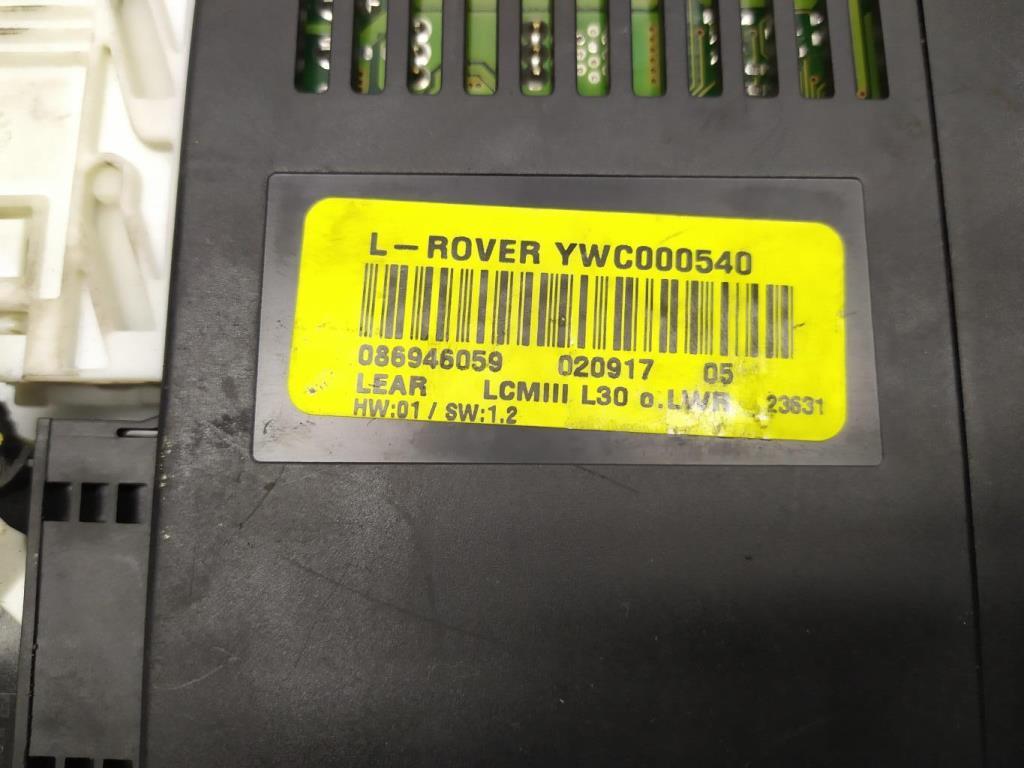 L-ROVER YWC000540
086946059 020917 05
LEAR LCMIII L30 o.LWR 23631
HW:01 / SW:1.2